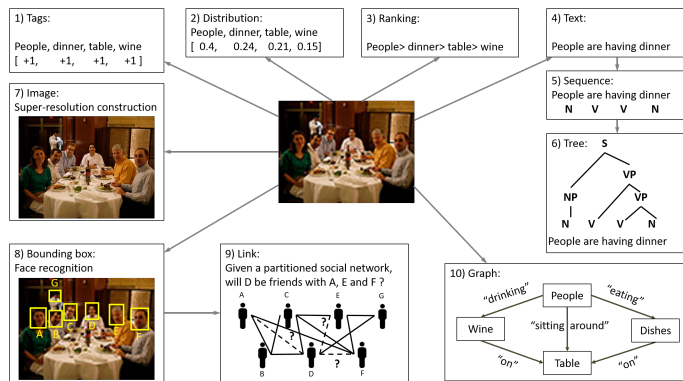 1) Tags:
People, dinner, table, wine
[ +1, +1, +1, +1 ]
2) Distribution:
People, dinner, table, wine
[ 0.4, 0.24, 0.21, 0.15]
3) Ranking:
People> dinner> table> wine
4) Text:
People are having dinner
5) Sequence:
People are having dinner
N V V N
6) Tree:
S
VP
NP VP
N V V N
People are having dinner
7) Image:
Super-resolution construction
8) Bounding box:
Face recognition
G
A B C D F E
9) Link:
Given a partitioned social network,
will D be friends with A, E and F ?
A C E G
?
?
?
B D F
10) Graph:
People
"drinking" "eating"
Wine "sitting around" Dishes
"on" "on"
Table